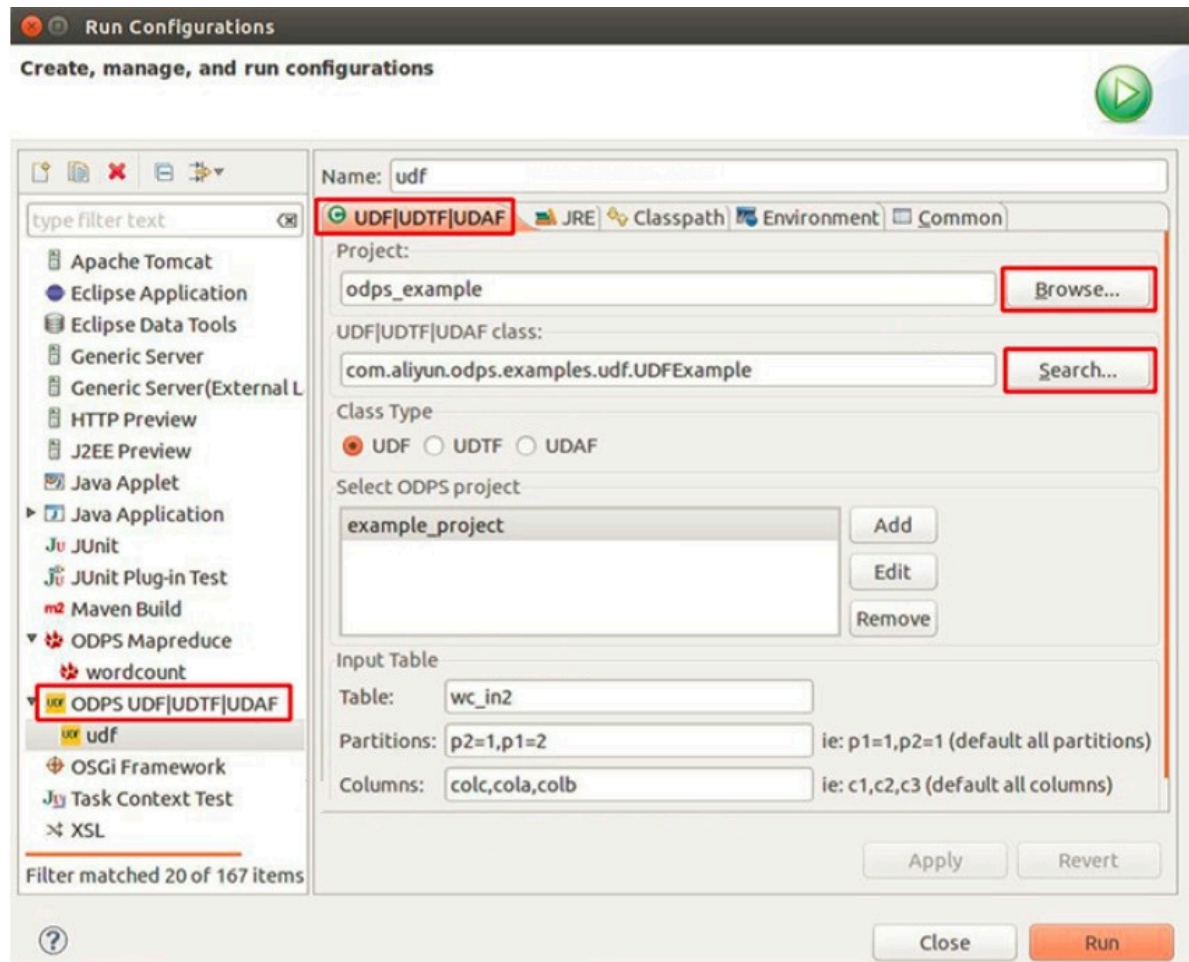 Run Configurations
Create, manage, and run configurations
type filter text
Apache Tomcat
Eclipse Application
Eclipse Data Tools
Generic Server
Generic Server(External L
HTTP Preview
J2EE Preview
Java Applet
Java Application
Ju JUnit
JUnit Plug-in Test
m2 Maven Build
ODPS Mapreduce
wordcount
UDF ODPS UDF|UDTF|UDAF
UDF udf
OSGi Framework
Task Context Test
XSL
Filter matched 20 of 167 items
Name: udf
UDF|UDTF|UDAF JRE Classpath Environment Common
Project:
odps_example Browse...
UDF|UDTF|UDAF class:
com.aliyun.odps.examples.udf.UDFExample Search...
Class Type
UDF UDTF UDAF
Select ODPS project
example_project Add
Edit
Remove
Input Table
Table: wc_in2
Partitions: p2=1,p1=2 ie: p1=1,p2=1 (default all partitions)
Columns: colc,cola,colb ie: c1,c2,c3 (default all columns)
Apply Revert
? Close Run